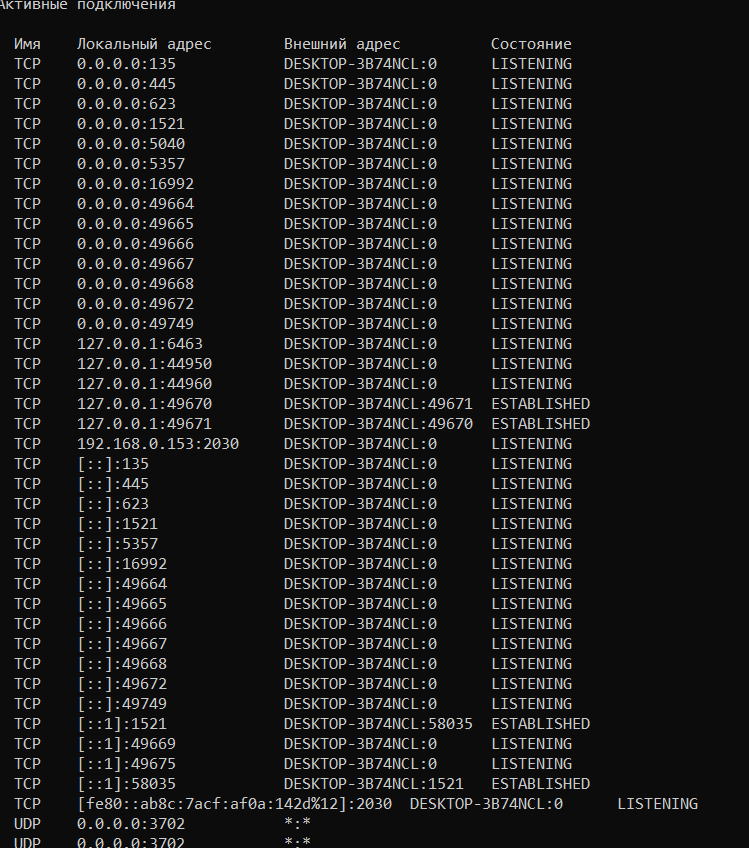 Активные подключения
Имя Локальный адрес Внешний адрес Состояние
TCP 0.0.0.0:135 DESKTOP-3B74NCL:0 LISTENING
TCP 0.0.0.0:445 DESKTOP-3B74NCL:0 LISTENING
TCP 0.0.0.0:623 DESKTOP-3B74NCL:0 LISTENING
TCP 0.0.0.0:1521 DESKTOP-3B74NCL:0 LISTENING
TCP 0.0.0.0:5040 DESKTOP-3B74NCL:0 LISTENING
TCP 0.0.0.0:5357 DESKTOP-3B74NCL:0 LISTENING
TCP 0.0.0.0:16992 DESKTOP-3B74NCL:0 LISTENING
TCP 0.0.0.0:49664 DESKTOP-3B74NCL:0 LISTENING
TCP 0.0.0.0:49665 DESKTOP-3B74NCL:0 LISTENING
TCP 0.0.0.0:49666 DESKTOP-3B74NCL:0 LISTENING
TCP 0.0.0.0:49667 DESKTOP-3B74NCL:0 LISTENING
TCP 0.0.0.0:49668 DESKTOP-3B74NCL:0 LISTENING
TCP 0.0.0.0:49672 DESKTOP-3B74NCL:0 LISTENING
TCP 0.0.0.0:49749 DESKTOP-3B74NCL:0 LISTENING
TCP 127.0.0.1:6463 DESKTOP-3B74NCL:0 LISTENING
TCP 127.0.0.1:44950 DESKTOP-3B74NCL:0 LISTENING
TCP 127.0.0.1:44960 DESKTOP-3B74NCL:0 LISTENING
TCP 127.0.0.1:49670 DESKTOP-3B74NCL:49671 ESTABLISHED
TCP 127.0.0.1:49671 DESKTOP-3B74NCL:49670 ESTABLISHED
TCP 192.168.0.153:2030 DESKTOP-3B74NCL:0 LISTENING
TCP [::]:135 DESKTOP-3B74NCL:0 LISTENING
TCP [::]:445 DESKTOP-3B74NCL:0 LISTENING
TCP [::]:623 DESKTOP-3B74NCL:0 LISTENING
TCP [::]:1521 DESKTOP-3B74NCL:0 LISTENING
TCP [::]:5357 DESKTOP-3B74NCL:0 LISTENING
TCP [::]:16992 DESKTOP-3B74NCL:0 LISTENING
TCP [::]:49664 DESKTOP-3B74NCL:0 LISTENING
TCP [::]:49665 DESKTOP-3B74NCL:0 LISTENING
TCP [::]:49666 DESKTOP-3B74NCL:0 LISTENING
TCP [::]:49667 DESKTOP-3B74NCL:0 LISTENING
TCP [::]:49668 DESKTOP-3B74NCL:0 LISTENING
TCP [::]:49672 DESKTOP-3B74NCL:0 LISTENING
TCP [::]:49749 DESKTOP-3B74NCL:0 LISTENING
TCP [::1]:1521 DESKTOP-3B74NCL:58035 ESTABLISHED
TCP [::1]:49669 DESKTOP-3B74NCL:0 LISTENING
TCP [::1]:49675 DESKTOP-3B74NCL:0 LISTENING
TCP [::1]:58035 DESKTOP-3B74NCL:1521 ESTABLISHED
TCP [fe80::ab8c:7acf:af0a:142d%12]:2030 DESKTOP-3B74NCL:0 LISTENING
UDP 0.0.0.0:3702 *:*
UDP 0.0.0.0:3702 *:*